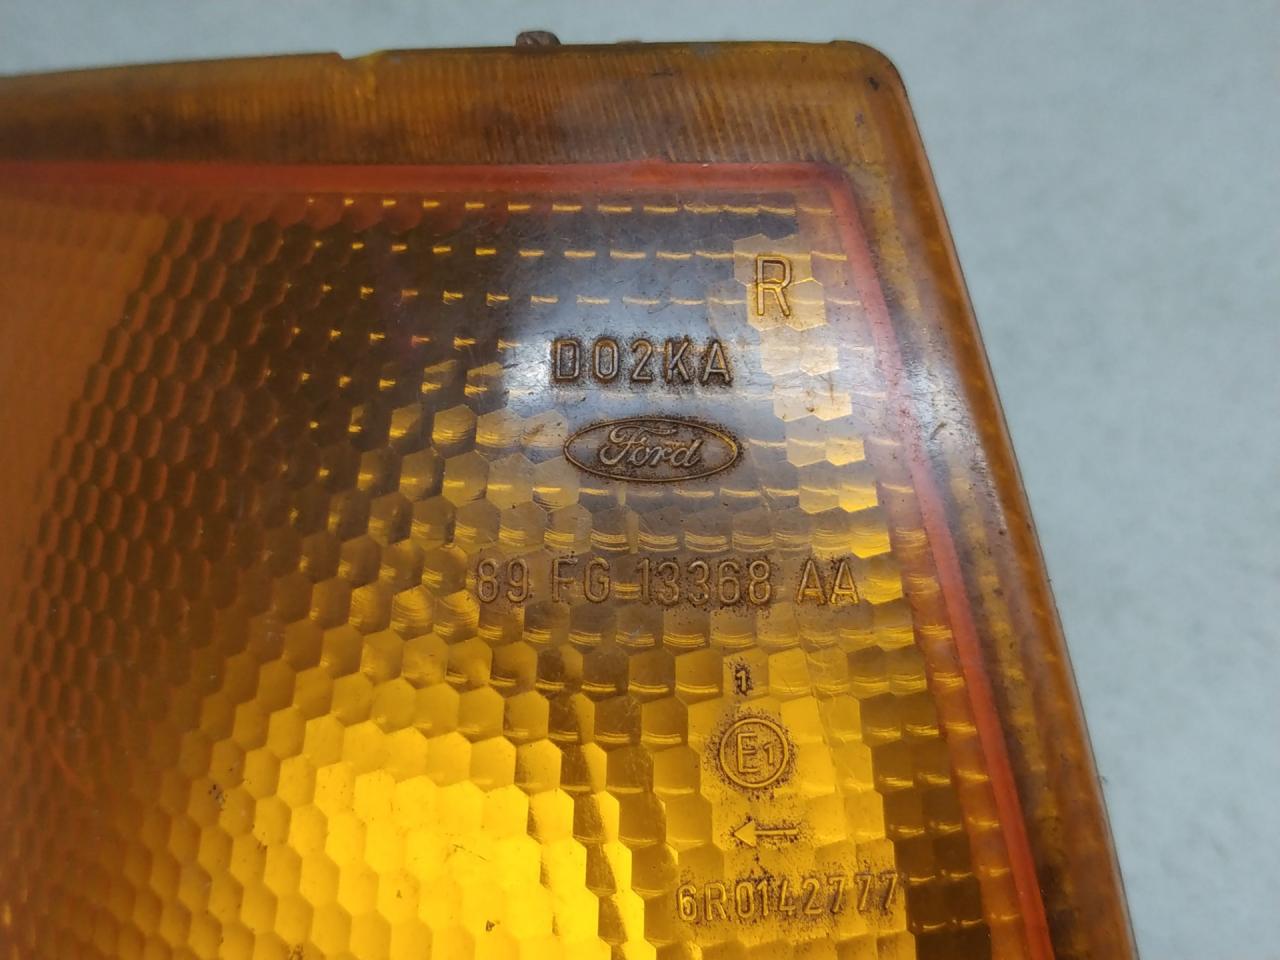 R
D02KA
Ford
89 FG 13368 AA
1
E1
6R0142777